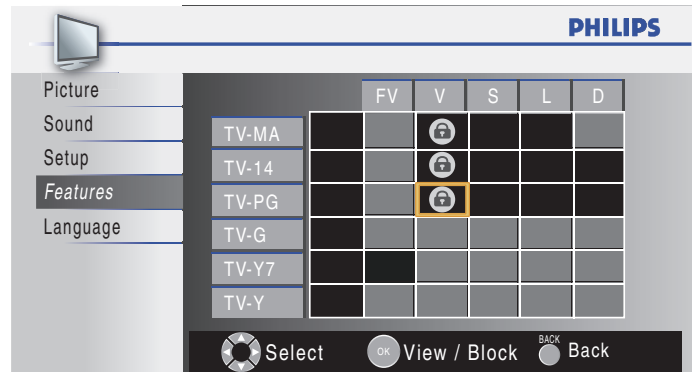 PHILIPS
Picture
Sound
Setup
Features
Language
FV V S L D
TV-MA
TV-14
TV-PG
TV-G
TV-Y7
TV-Y
Select OK View / Block BACK Back